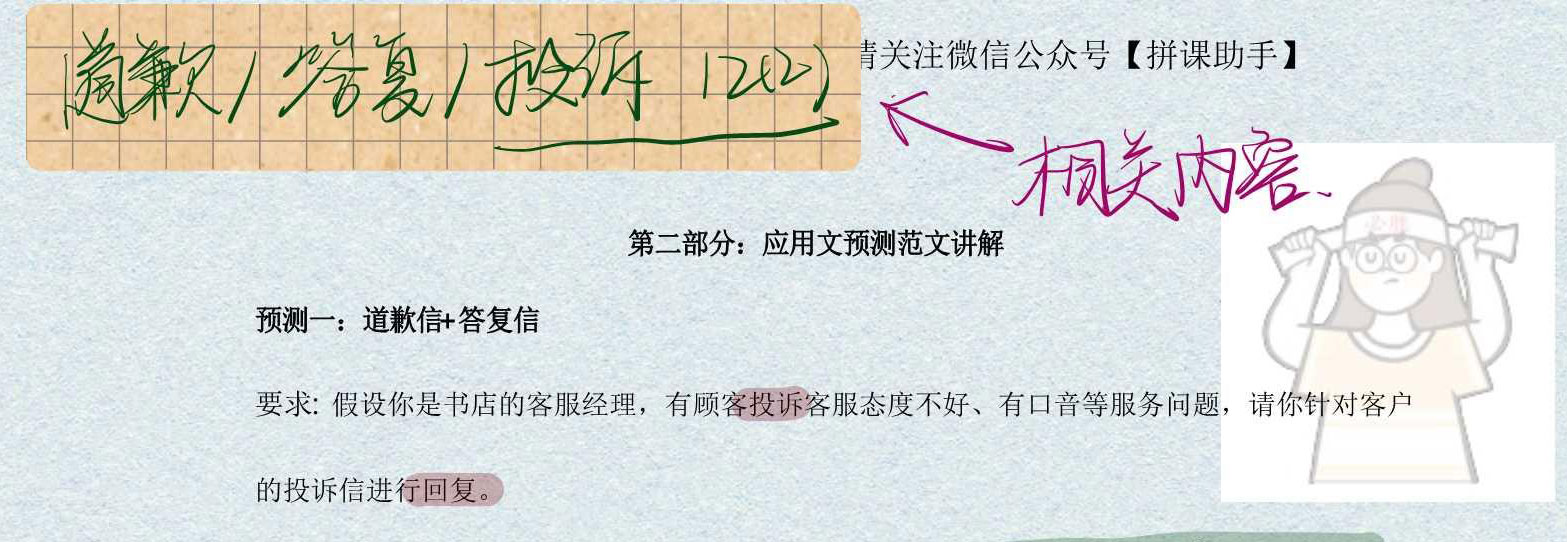 道歉/答复/投诉 12(2)
请关注微信公众号【拼课助手】
相关内容
必胜
第二部分：应用文预测范文讲解
预测一：道歉信+答复信
要求: 假设你是书店的客服经理，有顾客投诉客服态度不好、有口音等服务问题，请你针对客户
的投诉信进行回复。